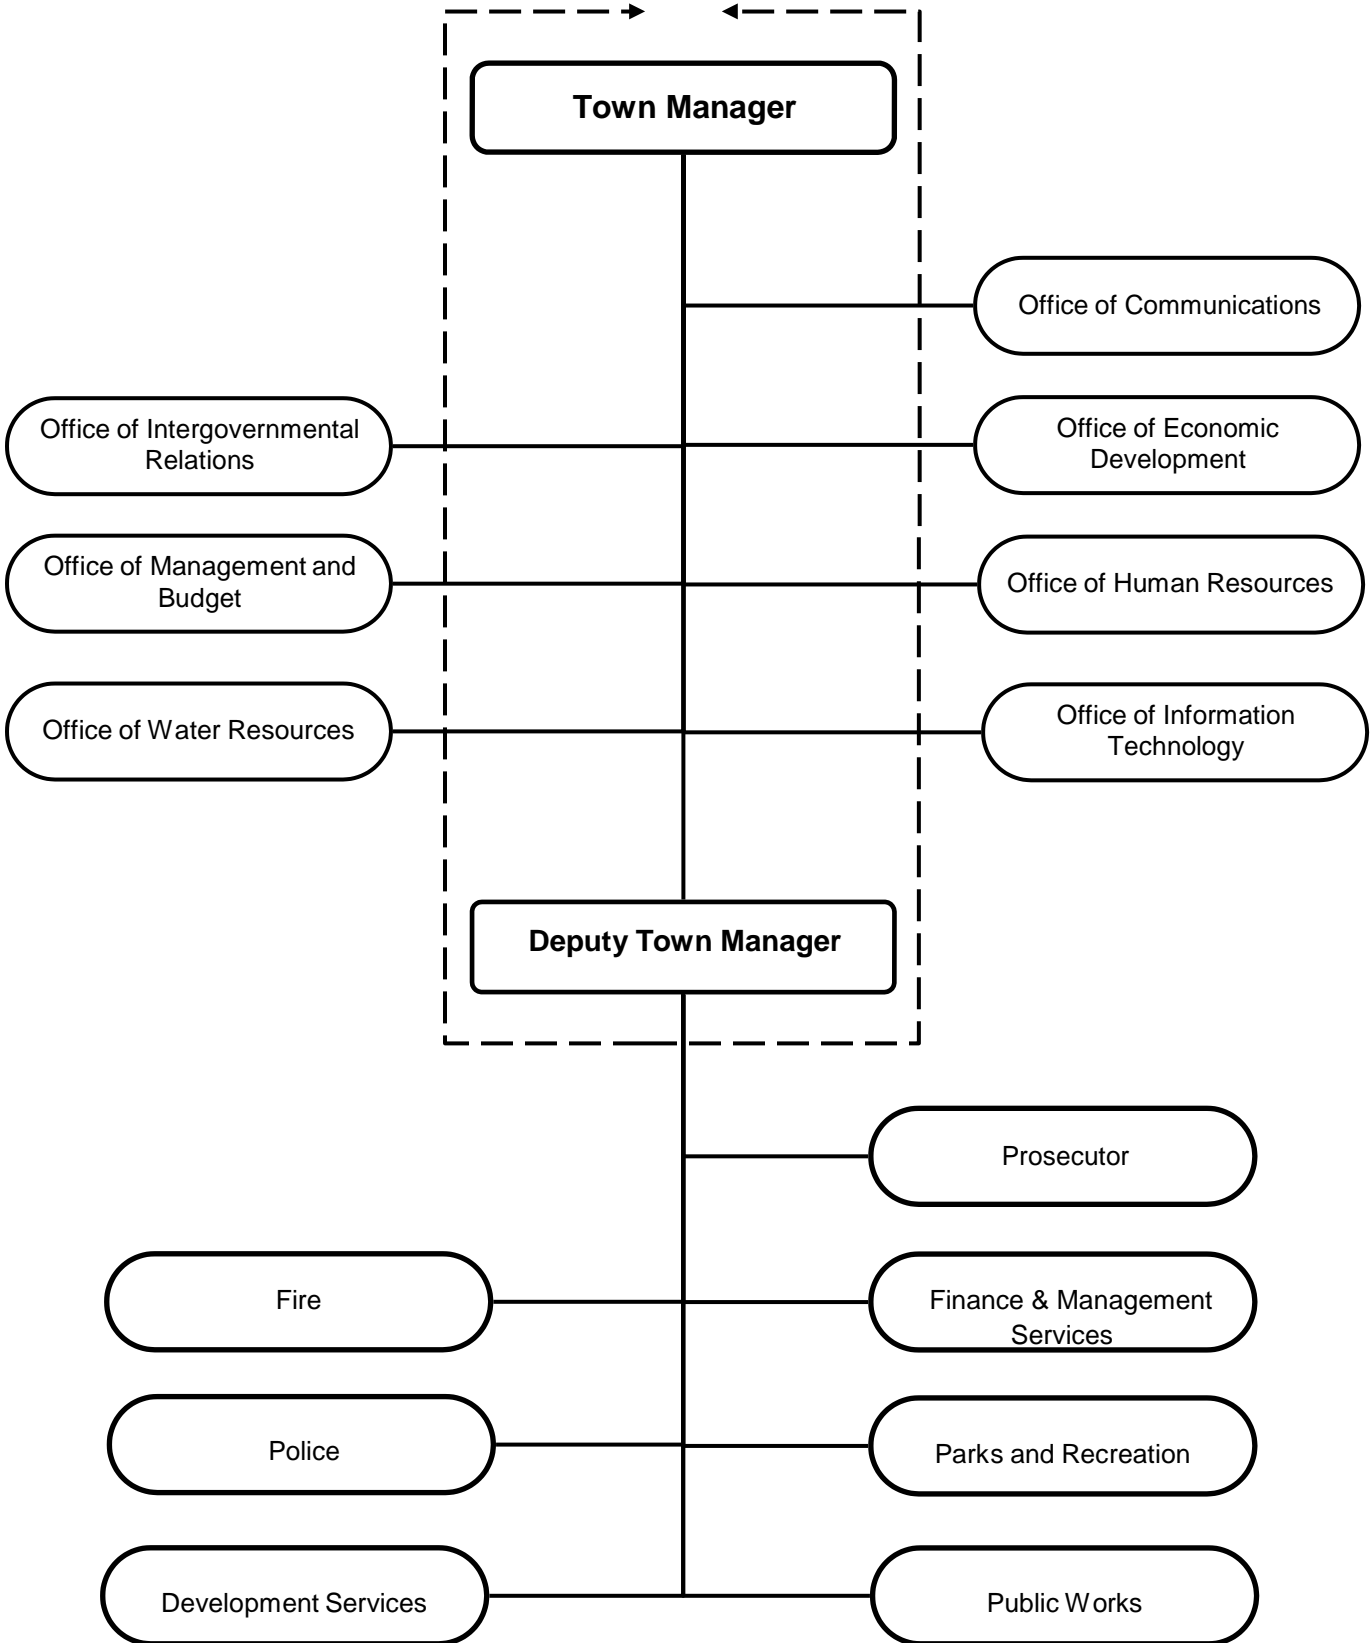 Town Manager
Office of Communications
Office of Intergovernmental
Relations
Office of Economic
Development
Office of Management and
Budget
Office of Human Resources
Office of Water Resources
Office of Information
Technology
Deputy Town Manager
Prosecutor
Fire
Finance & Management
Services
Police
Parks and Recreation
Development Services
Public Works